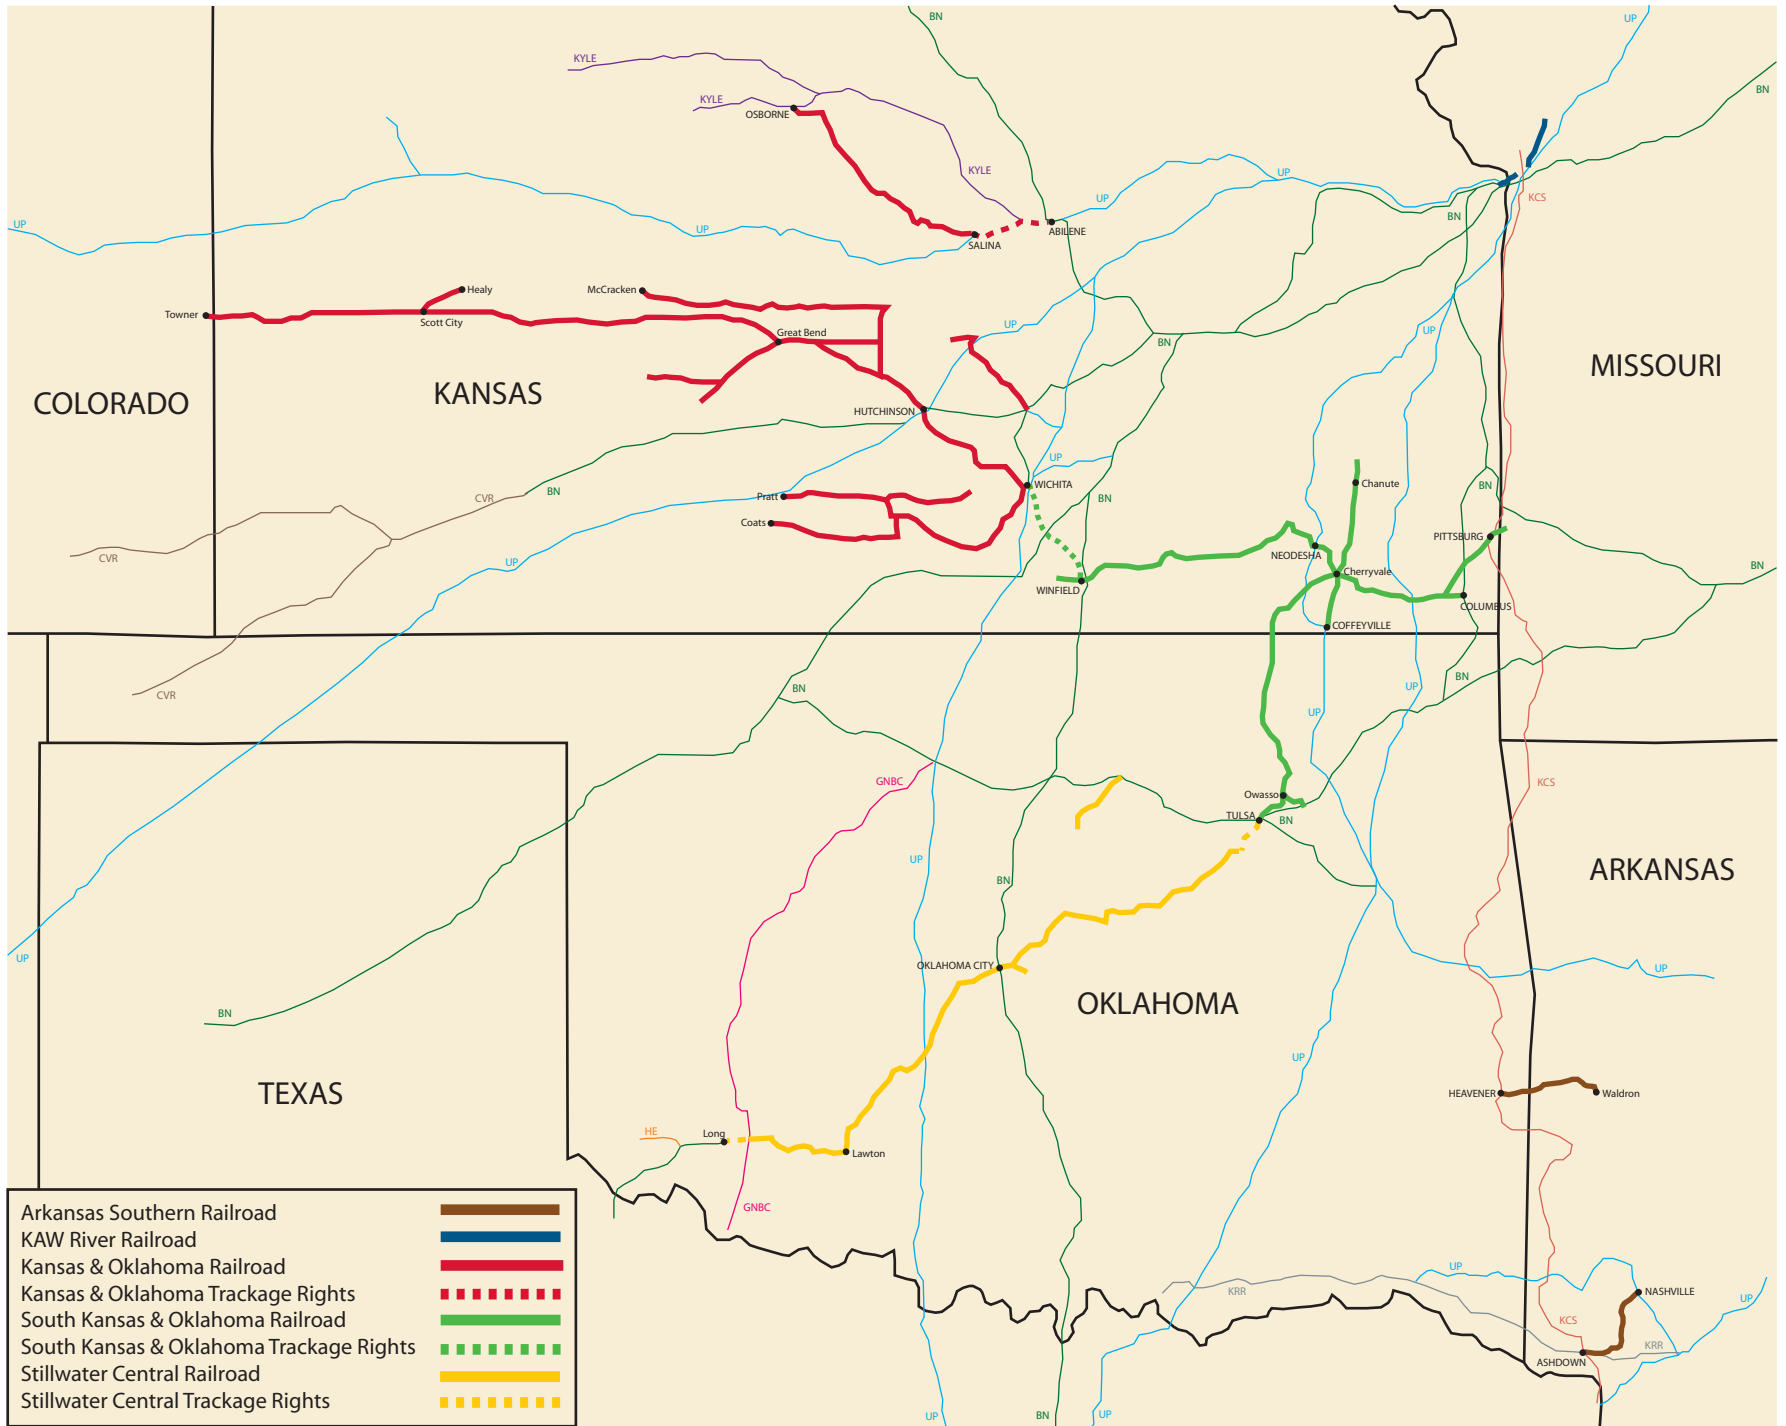 BN
UP
KYLE
BN
KYLE
OSBORNE
KYLE
UP
UP
KCS
BN
UP
UP
ABILENE
SALINA
Healy
McCracken
Towner
Scott City
Great Bend
UP
UP
BN
MISSOURI
KANSAS
COLORADO
HUTCHINSON
UP
WICHITA
Chanute
BN
CVR
BN
Pratt
BN
Coats
PITTSBURG
NEODESHA
CVR
UP
Cherryvale
BN
WINFIELD
COLUMBUS
COFFEYVILLE
BN
BN
UP
CVR
UP
GNBC
KCS
Owasso
TULSA
BN
UP
ARKANSAS
BN
OKLAHOMA CITY
UP
UP
OKLAHOMA
BN
UP
TEXAS
HEAVENER
Waldron
HE
Long
Lawton
GNBC
Arkansas Southern Railroad
KAW River Railroad
Kansas & Oklahoma Railroad
Kansas & Oklahoma Trackage Rights
South Kansas & Oklahoma Railroad
South Kansas & Oklahoma Trackage Rights
Stillwater Central Railroad
Stillwater Central Trackage Rights
UP
KRR
NASHVILLE
UP
KCS
KRR
ASHDOWN
UP
BN
UP